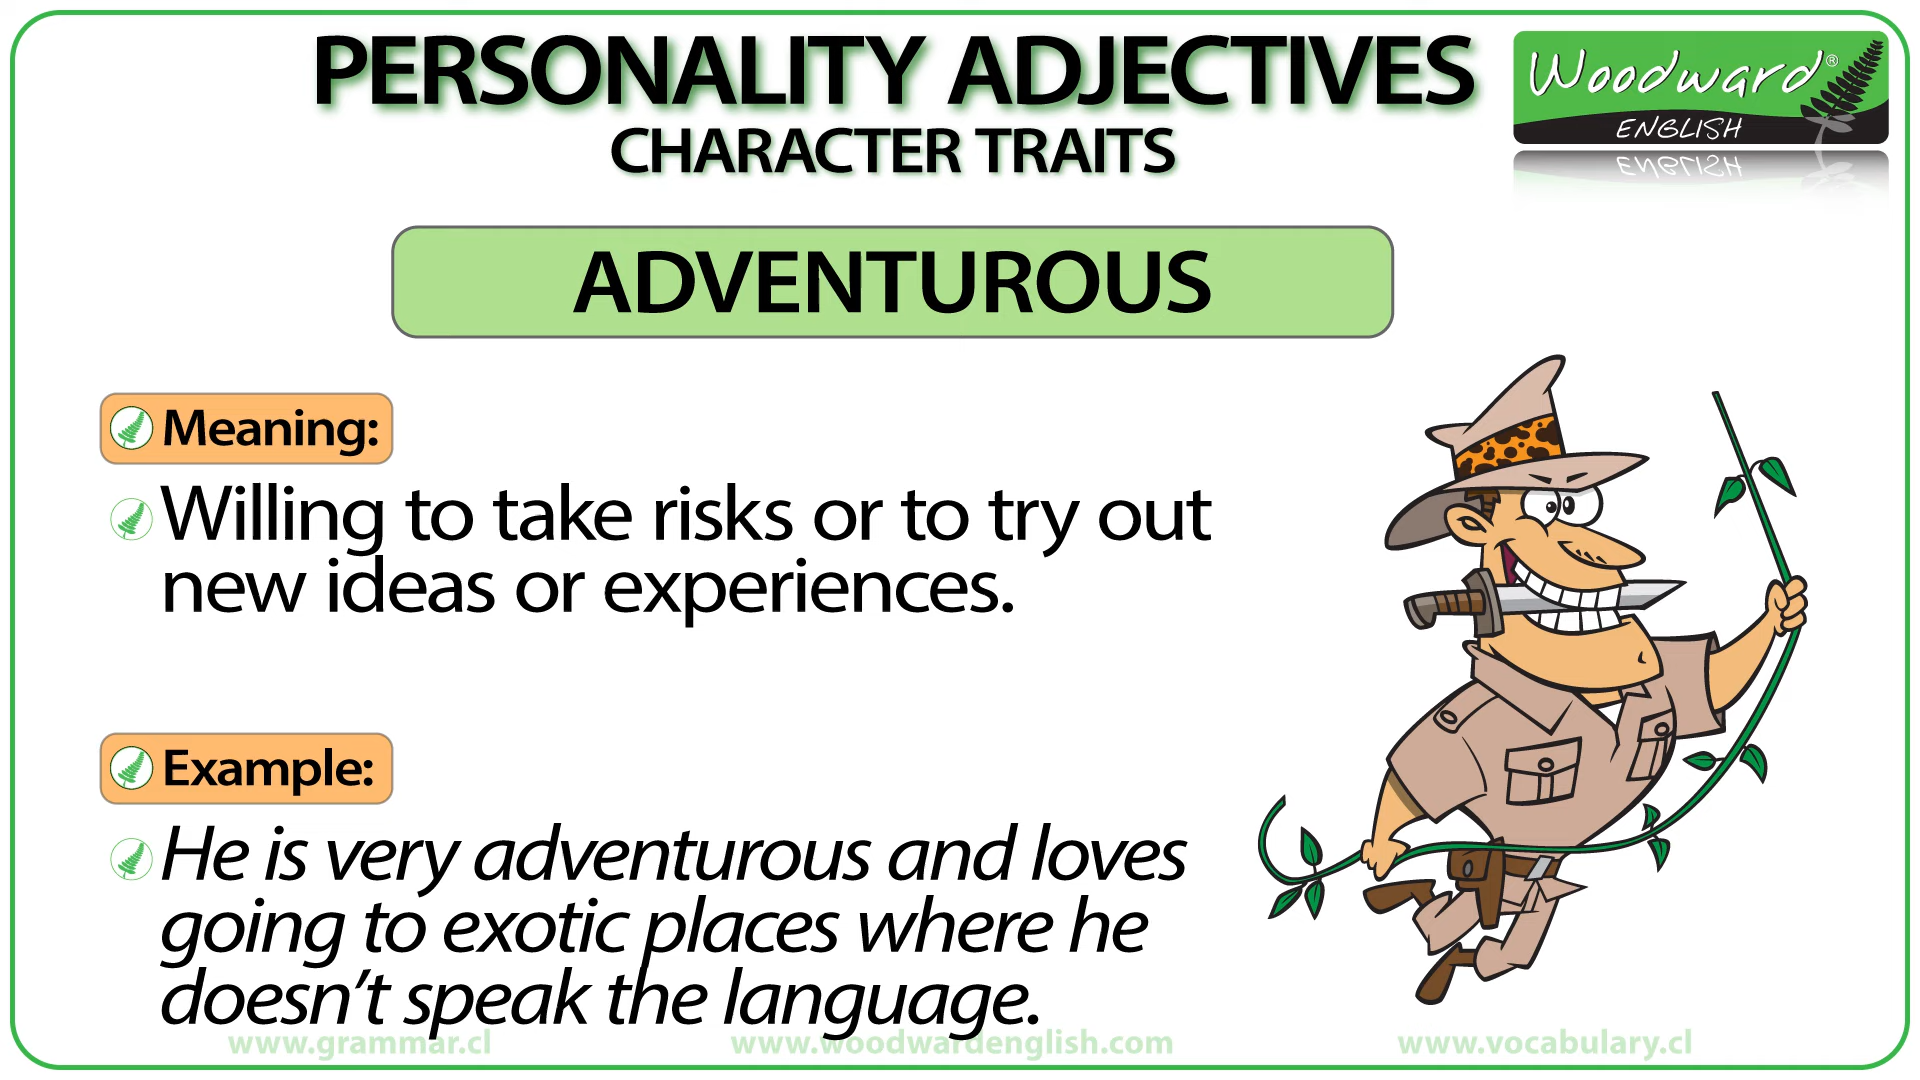 PERSONALITY ADJECTIVES
CHARACTER TRAITS
Woodward®
ENGLISH
ADVENTUROUS
Meaning:
Willing to take risks or to try out
new ideas or experiences.
Example:
He is very adventurous and loves
going to exotic places where he
doesn’t speak the language.
www.grammar.cl www.woodwardenglish.com www.vocabulary.cl